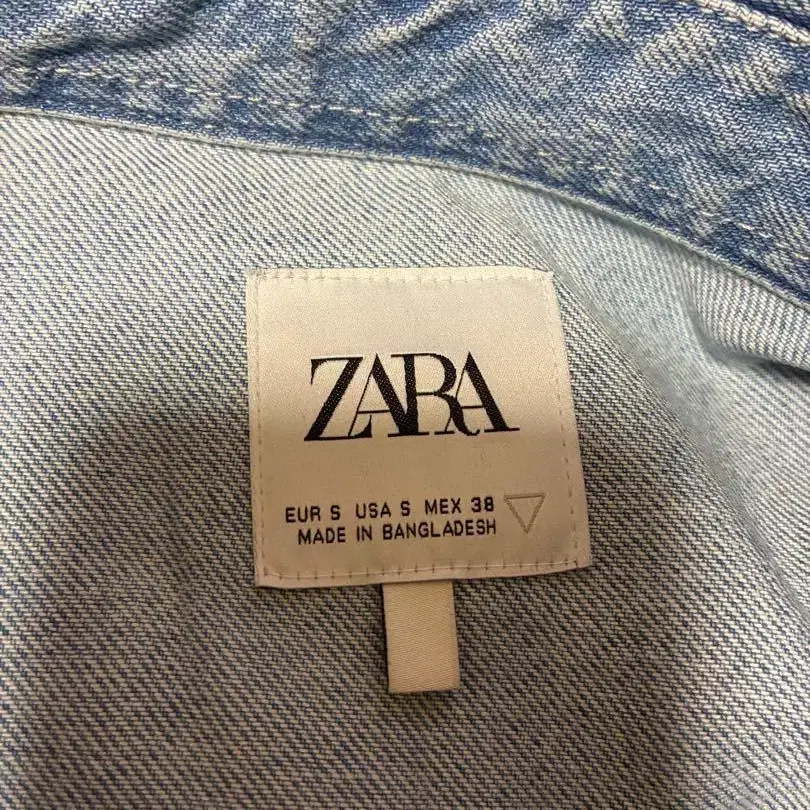 ZARA
EUR S USA S MEX 38
MADE IN BANGLADESH